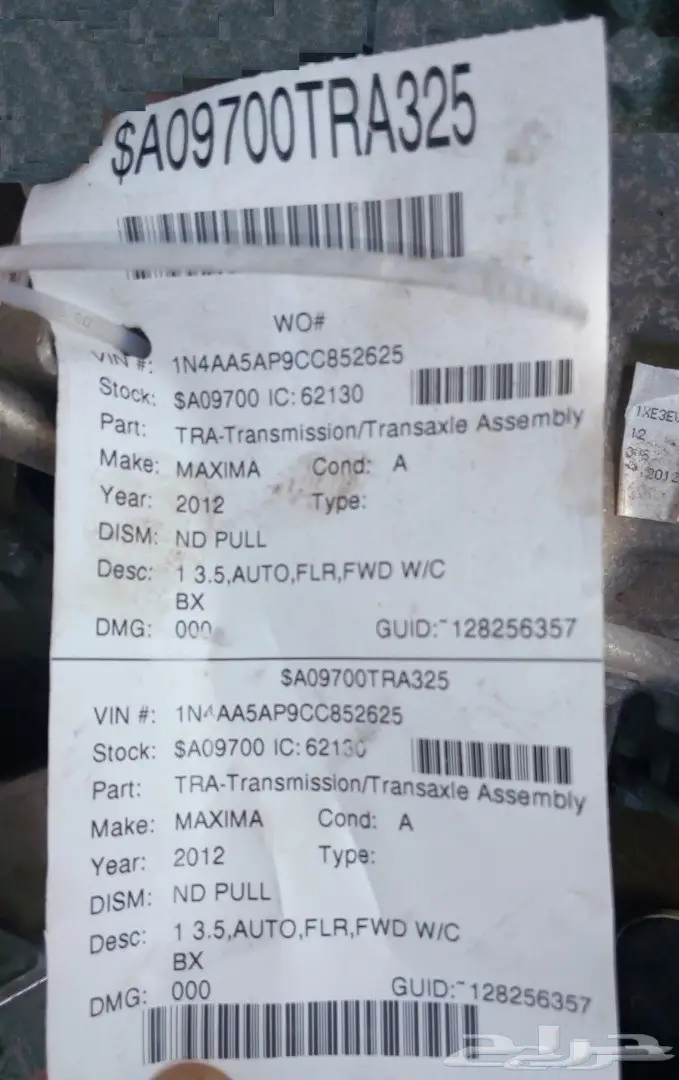 $A09700TRA325
WO#
VIN #: 1N4AA5AP9CC852625
Stock: $A09700 IC: 62130
Part: TRA-Transmission/Transaxle Assembly
Make: MAXIMA Cond: A
Year: 2012 Type:
DISM: ND PULL
Desc: 1 3.5,AUTO,FLR,FWD W/C
BX
DMG: 000 GUID:~128256357
$A09700TRA325
VIN #: 1N4AA5AP9CC852625
Stock: $A09700 IC: 62130
Part: TRA-Transmission/Transaxle Assembly
Make: MAXIMA Cond: A
Year: 2012 Type:
DISM: ND PULL
Desc: 1 3.5,AUTO,FLR,FWD W/C
BX
DMG: 000 GUID:~128256357
12
2012
حراج